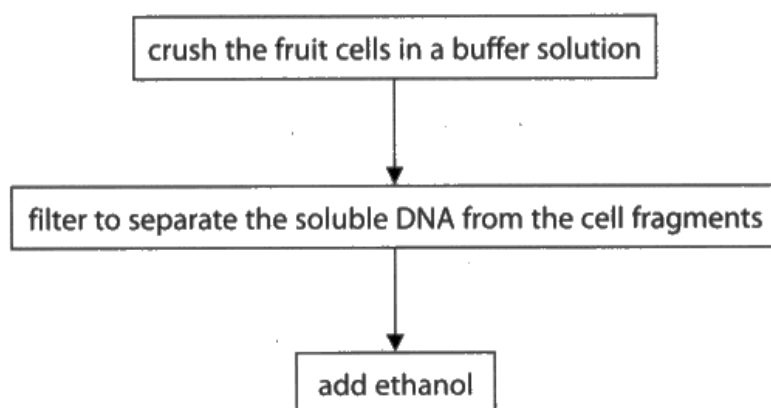 crush the fruit cells in a buffer solution
filter to separate the soluble DNA from the cell fragments
add ethanol